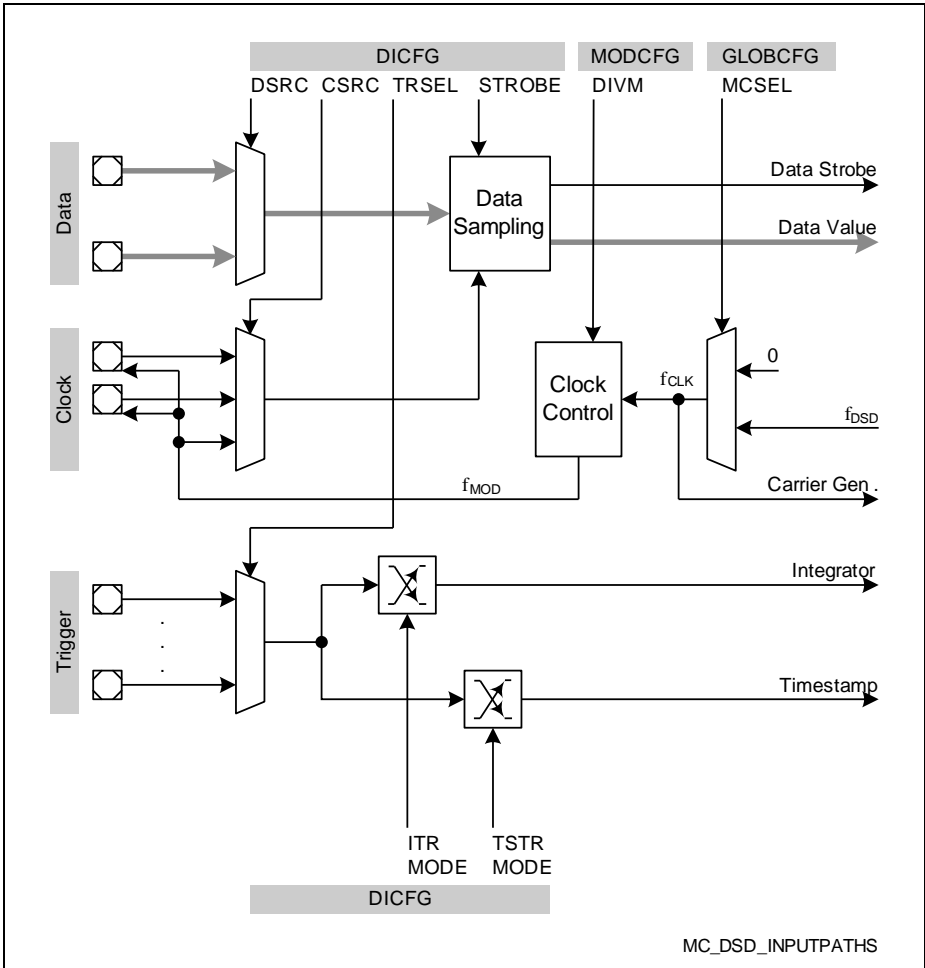 DICFG MODCFG GLOBCFG
DSRC CSRC TRSEL STROBE DIVM MCSEL
Data
Data
Sampling
Data Strobe
Data Value
Clock
Clock
Control
fCLK
0
fDSD
fMOD
Carrier Gen .
Trigger
.
.
.
Integrator
Timestamp
ITR
MODE
TSTR
MODE
DICFG
MC_DSD_INPUTPATHS